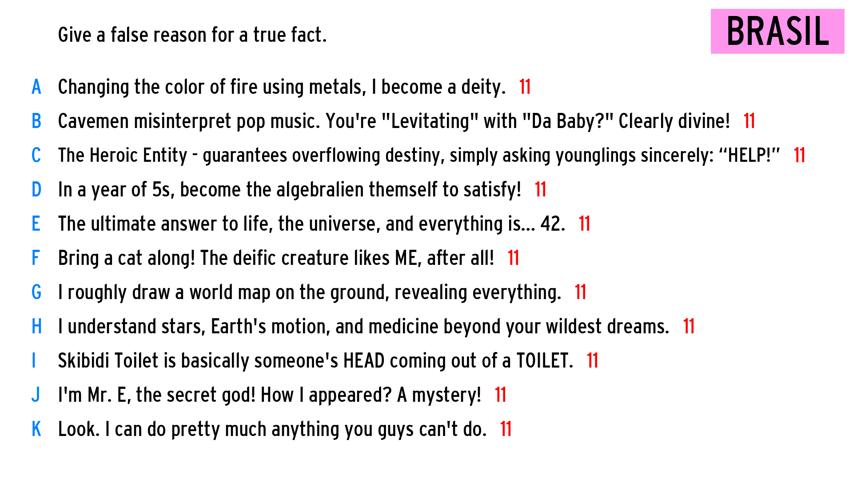 Give a false reason for a true fact.
BRASIL
A Changing the color of fire using metals, I become a deity. 11
B Cavemen misinterpret pop music. You're "Levitating" with "Da Baby?" Clearly divine! 11
C The Heroic Entity - guarantees overflowing destiny, simply asking younglings sincerely: “HELP!” 11
D In a year of 5s, become the algebralien themself to satisfy! 11
E The ultimate answer to life, the universe, and everything is... 42. 11
F Bring a cat along! The deific creature likes ME, after all! 11
G I roughly draw a world map on the ground, revealing everything. 11
H I understand stars, Earth's motion, and medicine beyond your wildest dreams. 11
I Skibidi Toilet is basically someone's HEAD coming out of a TOILET. 11
J I'm Mr. E, the secret god! How I appeared? A mystery! 11
K Look. I can do pretty much anything you guys can't do. 11